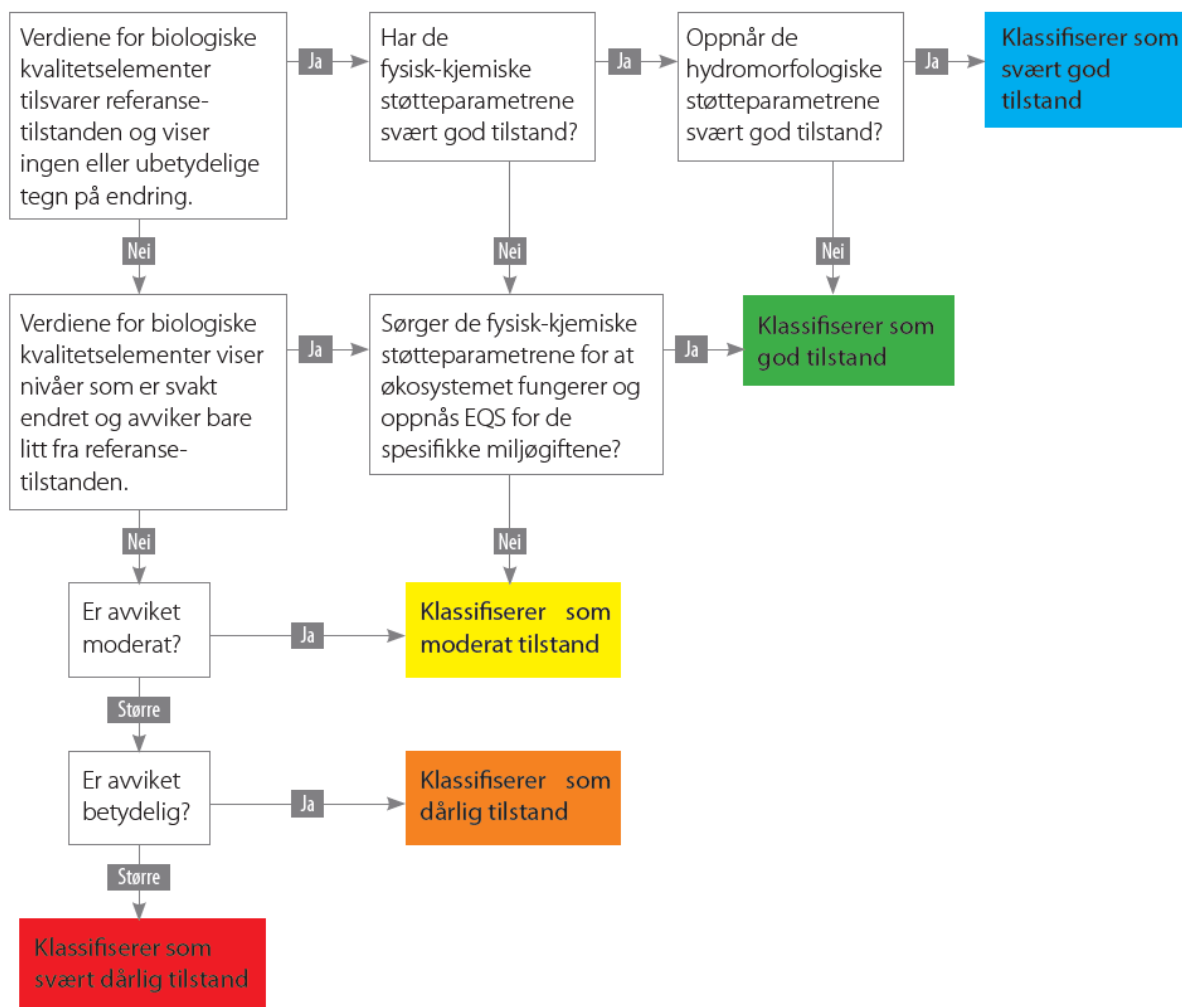 Verdiene for biologiske
kvalitetselementer
tilsvarer referanse-
tilstanden og viser
ingen eller ubetydelige
tegn på endring.
Ja
Har de
fysisk-kjemiske
støtteparametrene
svært god tilstand?
Ja
Oppnår de
hydromorfologiske
støtteparametrene
svært god tilstand?
Ja
Klassifiserer som
svært god
tilstand
Nei
Nei
Nei
Verdiene for biologiske
kvalitetselementer viser
nivåer som er svakt
endret og avviker bare
litt fra referanse-
tilstanden.
Ja
Sørger de fysisk-kjemiske
støtteparametrene for at
økosystemet fungerer og
oppnås EQS for de
spesifikke miljøgiftene?
Ja
Klassifiserer som
god tilstand
Nei
Nei
Er avviket
moderat?
Ja
Klassifiserer som
moderat tilstand
Større
Er avviket
betydelig?
Ja
Klassifiserer som
dårlig tilstand
Større
Klassifiserer som
svært dårlig tilstand